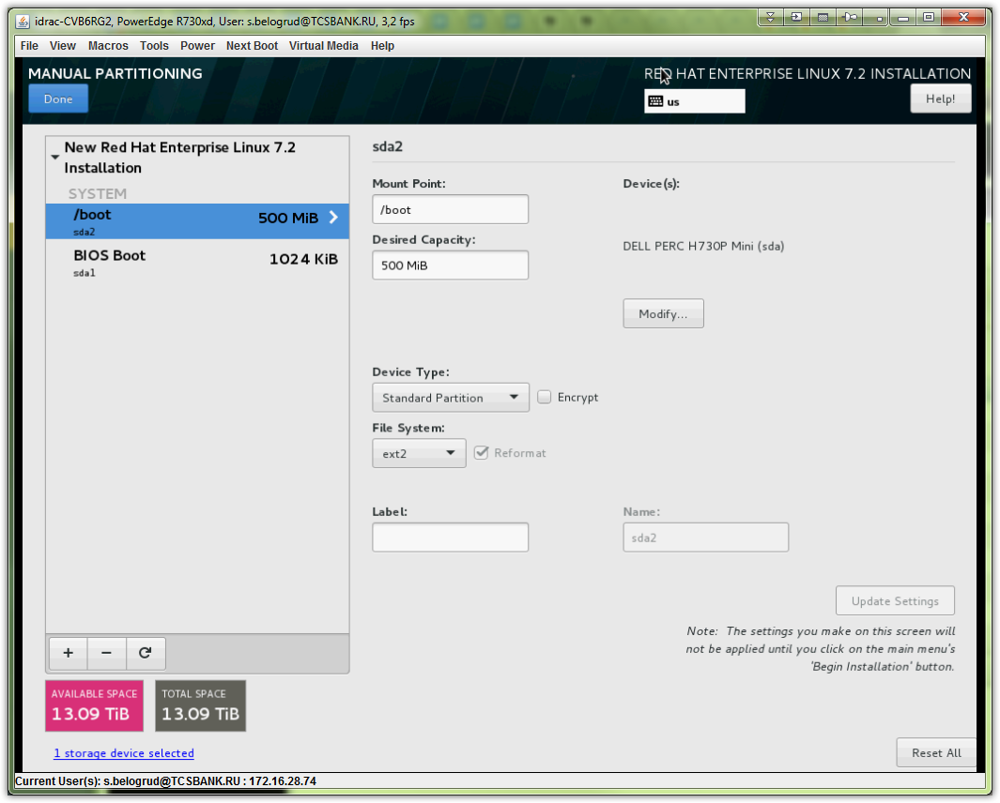 idrac-CVB6RG2, PowerEdge R730xd, User: s.belogrud@TCSBANK.RU, 3,2 fps
File View Macros Tools Power Next Boot Virtual Media Help
MANUAL PARTITIONING
RED HAT ENTERPRISE LINUX 7.2 INSTALLATION
Done
us
Help!
New Red Hat Enterprise Linux 7.2
Installation
SYSTEM
/boot
500 MiB
sda2
BIOS Boot
1024 KiB
sda1
sda2
Mount Point:
Device(s):
/boot
Desired Capacity:
DELL PERC H730P Mini (sda)
500 MiB
Modify...
Device Type:
Standard Partition
Encrypt
File System:
ext2
Reformat
Label:
Name:
sda2
Update Settings
Note: The settings you make on this screen will
not be applied until you click on the main menu's
'Begin Installation' button.
AVAILABLE SPACE
13.09 TiB
TOTAL SPACE
13.09 TiB
1 storage device selected
Reset All
Current User(s): s.belogrud@TCSBANK.RU : 172.16.28.74